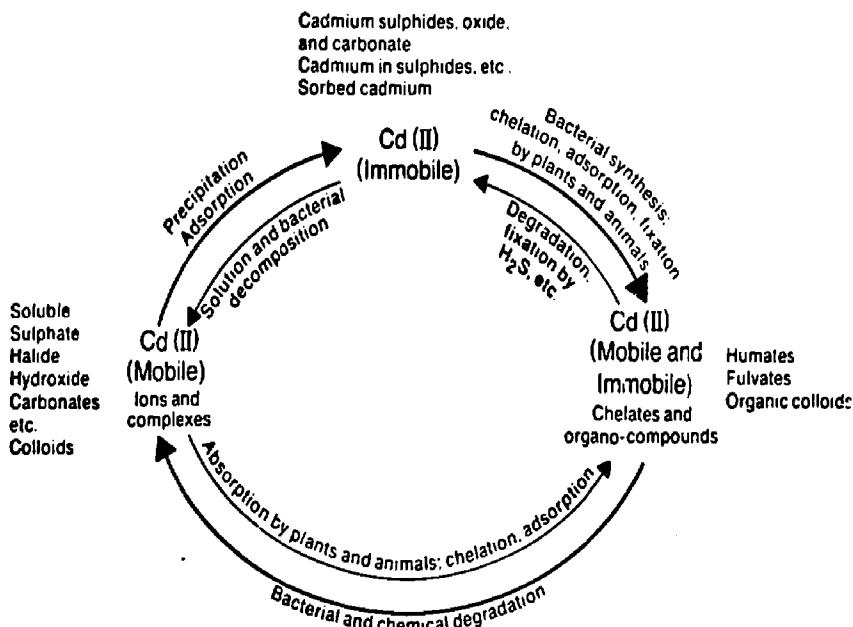 Cadmium sulphides, oxide,
and carbonate
Cadmium in sulphides, etc.
Sorbed cadmium
Cd (II)
(Immobile)
Bacterial synthesis;
chelation, adsorption, fixation
by plants and animals
Precipitation
Adsorption
Solution and bacterial
decomposition
Degradation,
fixation by
H₂S, etc.
Soluble
Sulphate
Halide
Hydroxide
Carbonates
etc.
Colloids
Cd (II)
(Mobile)
Ions and
complexes
Cd (II)
(Mobile and
Immobile)
Chelates and
organo-compounds
Humates
Fulvates
Organic colloids
Absorption by plants and animals; chelation, adsorption
Bacterial and chemical degradation